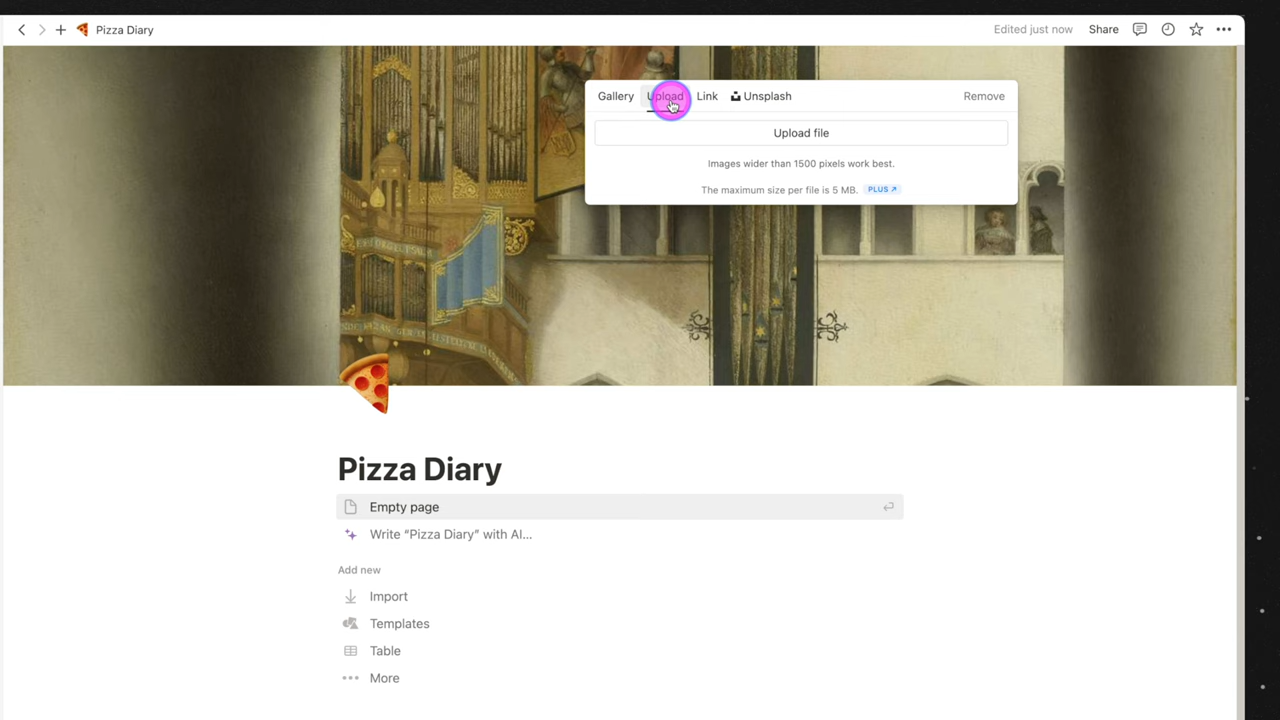 Pizza Diary
Edited just now
Share
Gallery
Upload
Link
Unsplash
Remove
Upload file
Images wider than 1500 pixels work best.
The maximum size per file is 5 MB. PLUS ↗
Pizza Diary
Empty page
Write “Pizza Diary” with AI...
Add new
Import
Templates
Table
More